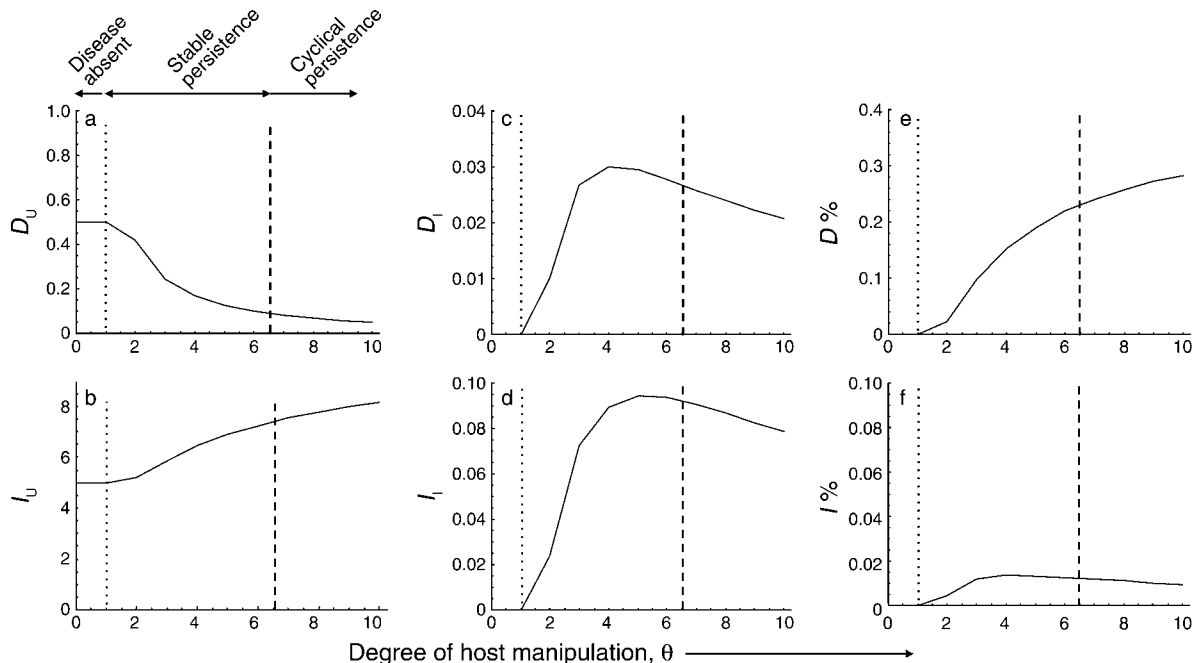 Disease absent
Stable persistence
Cyclical persistence
a
1.0
0.8
0.6
0.4
0.2
0
D_U
0 2 4 6 8 10
c
0.04
0.03
0.02
0.01
0
D_I
0 2 4 6 8 10
e
0.4
0.3
0.2
0.1
0
D %
0 2 4 6 8 10
b
8
6
4
2
0
I_U
0 2 4 6 8 10
d
0.10
0.08
0.06
0.04
0.02
0
I_I
0 2 4 6 8 10
f
0.10
0.08
0.06
0.04
0.02
0
I %
0 2 4 6 8 10
Degree of host manipulation, θ